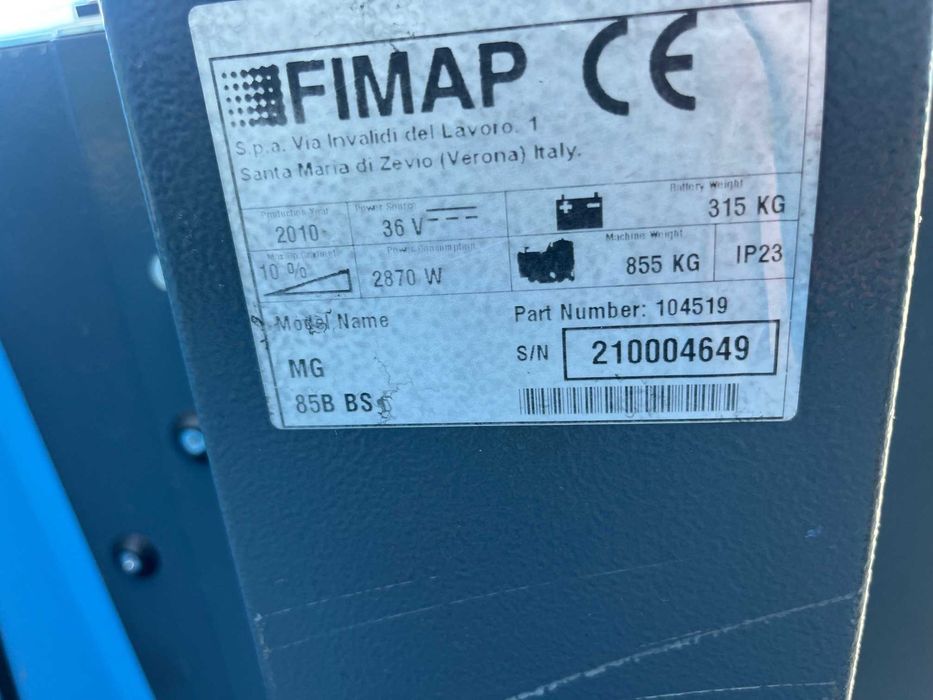 FIMAP CE
S.p.a. Via Invalidi del Lavoro. 1
Santa Maria di Zevio (Verona) Italy.
Production Year
2010
Power Source
36 V
+ -
Battery Weight
315 KG
10 %
Power Consumption
2870 W
Machine Weight
855 KG
IP23
Model Name
MG
85B BS
Part Number: 104519
S/N 210004649